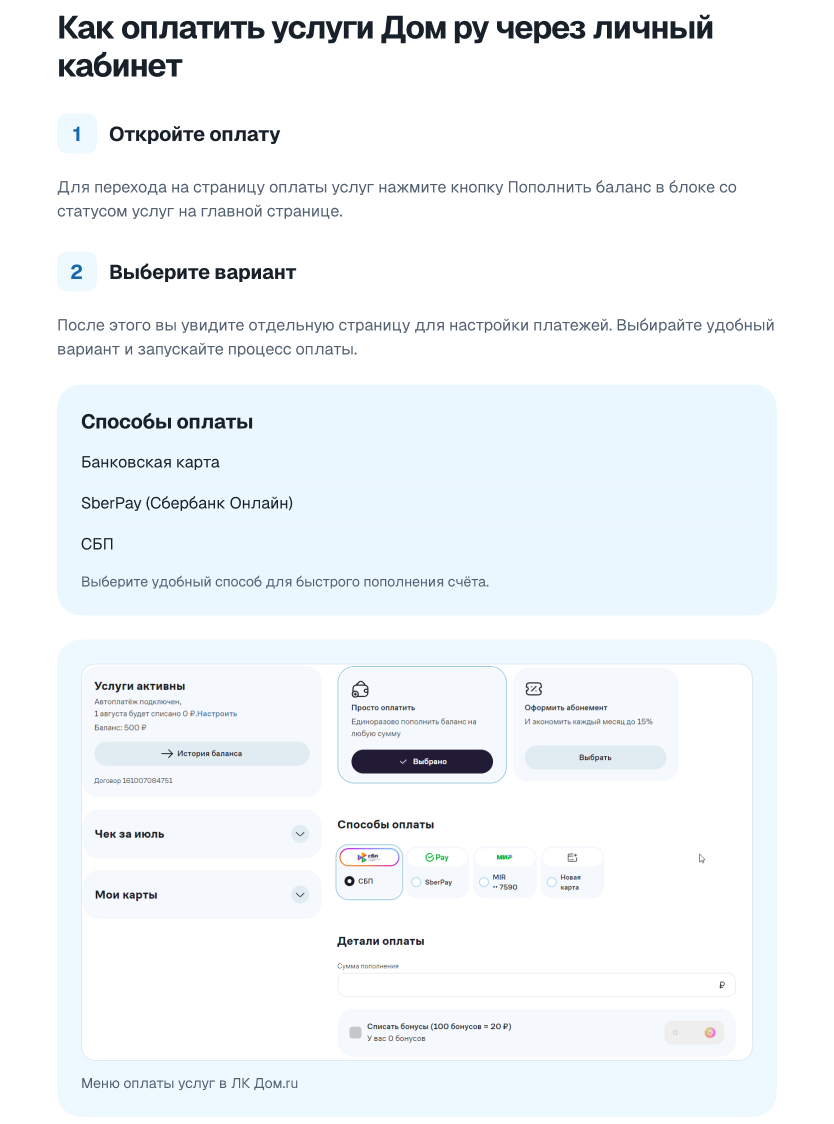 Как оплатить услуги Дом ру через личный
кабинет
1 Откройте оплату
Для перехода на страницу оплаты услуг нажмите кнопку Пополнить баланс в блоке со
статусом услуг на главной странице.
2 Выберите вариант
После этого вы увидите отдельную страницу для настройки платежей. Выбирайте удобный
вариант и запускайте процесс оплаты.
Способы оплаты
Банковская карта
SberPay (Сбербанк Онлайн)
СБП
Выберите удобный способ для быстрого пополнения счёта.
Услуги активны
Автоплатёж подключен,
1 августа будет списано 0 ₽.Настроить
Баланс: 500 ₽
История баланса
Договор 161007084751
Чек за июль
Мои карты
Просто оплатить
Единоразово пополнить баланс на
любую сумму
Выбрано
Оформить абонемент
И экономить каждый месяц до 15%
Выбрать
Способы оплаты
сбп
СБП
Pay
SberPay
МИР
MIR
•• 7590
Новая
карта
Детали оплаты
Сумма пополнения
₽
Списать бонусы (100 бонусов = 20 ₽)
У вас 0 бонусов
0
Меню оплаты услуг в ЛК Дом.ru